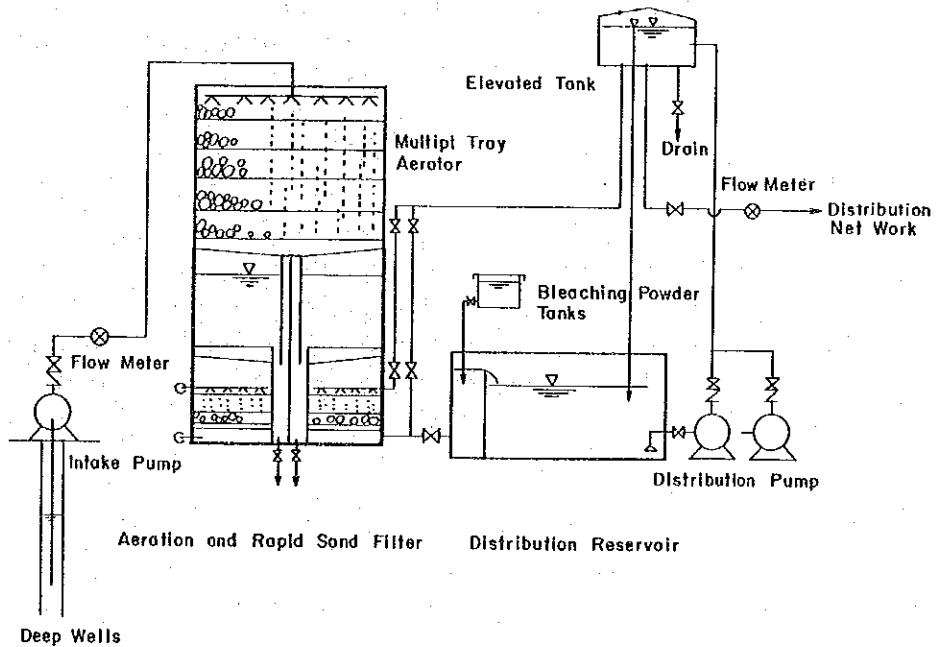 Elevated Tank
Multipl Tray
Aerator
Drain
Flow Meter
Distribution
Net Work
Bleaching Powder
Tanks
Flow Meter
Intake Pump
Distribution Pump
Aeration and Rapid Sand Filter
Distribution Reservoir
Deep Wells